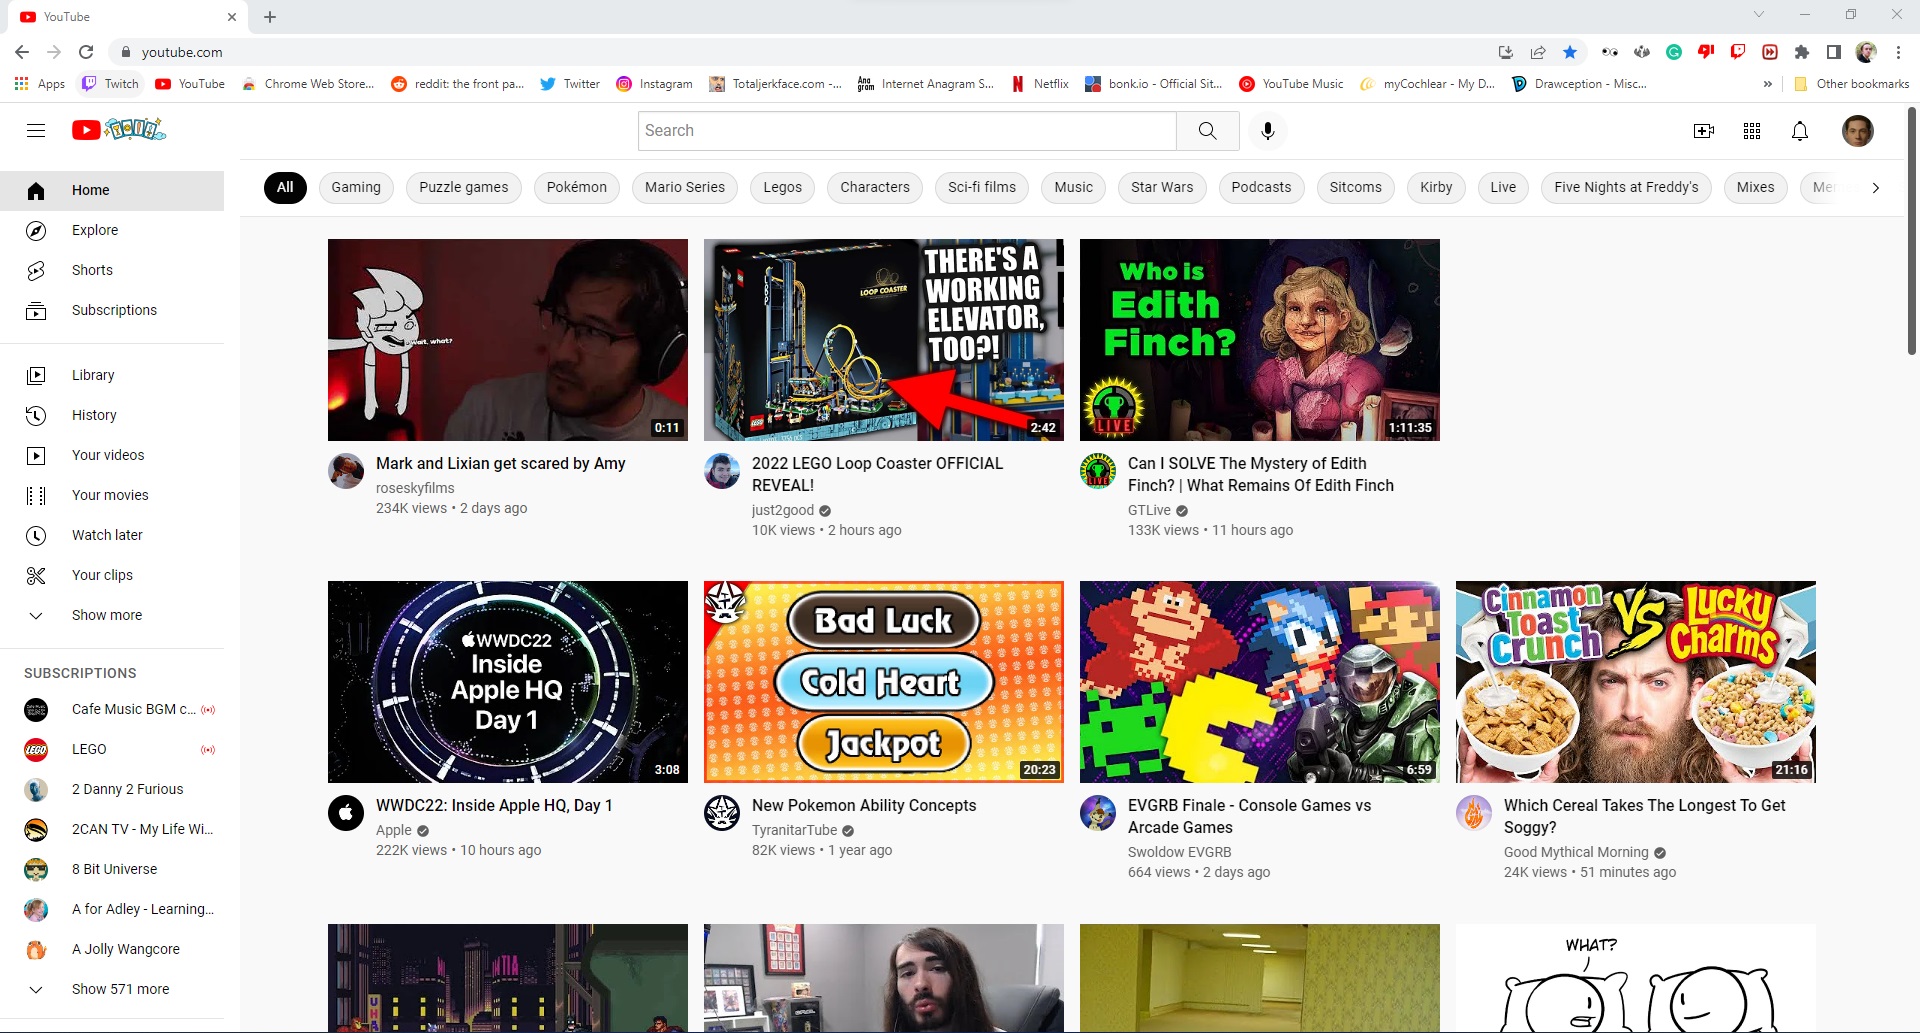 YouTube
youtube.com
Apps
Twitch
YouTube
Chrome Web Store...
reddit: the front pa...
Twitter
Instagram
Totaljerkface.com -...
Ana
gram
Internet Anagram S...
Netflix
bonk.io - Official Sit...
YouTube Music
myCochlear - My D...
Drawception - Misc...
»
Other bookmarks
Search
Home
Explore
Shorts
Subscriptions
Library
History
Your videos
Your movies
Watch later
Your clips
Show more
SUBSCRIPTIONS
Cafe Music BGM c...
LEGO
LEGO
2 Danny 2 Furious
2CAN TV - My Life Wi...
8 Bit Universe
A for Adley - Learning...
A Jolly Wangcore
Show 571 more
All
Gaming
Puzzle games
Pokémon
Mario Series
Legos
Characters
Sci-fi films
Music
Star Wars
Podcasts
Sitcoms
Kirby
Live
Five Nights at Freddy's
Mixes
wait, what?
0:11
Mark and Lixian get scared by Amy
roseskyfilms
234K views • 2 days ago
LOOP COASTER
THERE'S A
WORKING
ELEVATOR,
TOO?!
2:42
2022 LEGO Loop Coaster OFFICIAL
REVEAL!
just2good
10K views • 2 hours ago
Who is
Edith
Finch?
LIVE
1:11:35
Can I SOLVE The Mystery of Edith
Finch? | What Remains Of Edith Finch
GTLive
133K views • 11 hours ago
WWDC22
Inside
Apple HQ
Day 1
3:08
WWDC22: Inside Apple HQ, Day 1
Apple
222K views • 10 hours ago
Bad Luck
Cold Heart
Jackpot
20:23
New Pokemon Ability Concepts
TyranitarTube
82K views • 1 year ago
6:59
EVGRB Finale - Console Games vs
Arcade Games
Swoldow EVGRB
664 views • 2 days ago
Cinnamon
Toast
Crunch
VS
Lucky
Charms
21:16
Which Cereal Takes The Longest To Get
Soggy?
Good Mythical Morning
24K views • 51 minutes ago
WHAT?